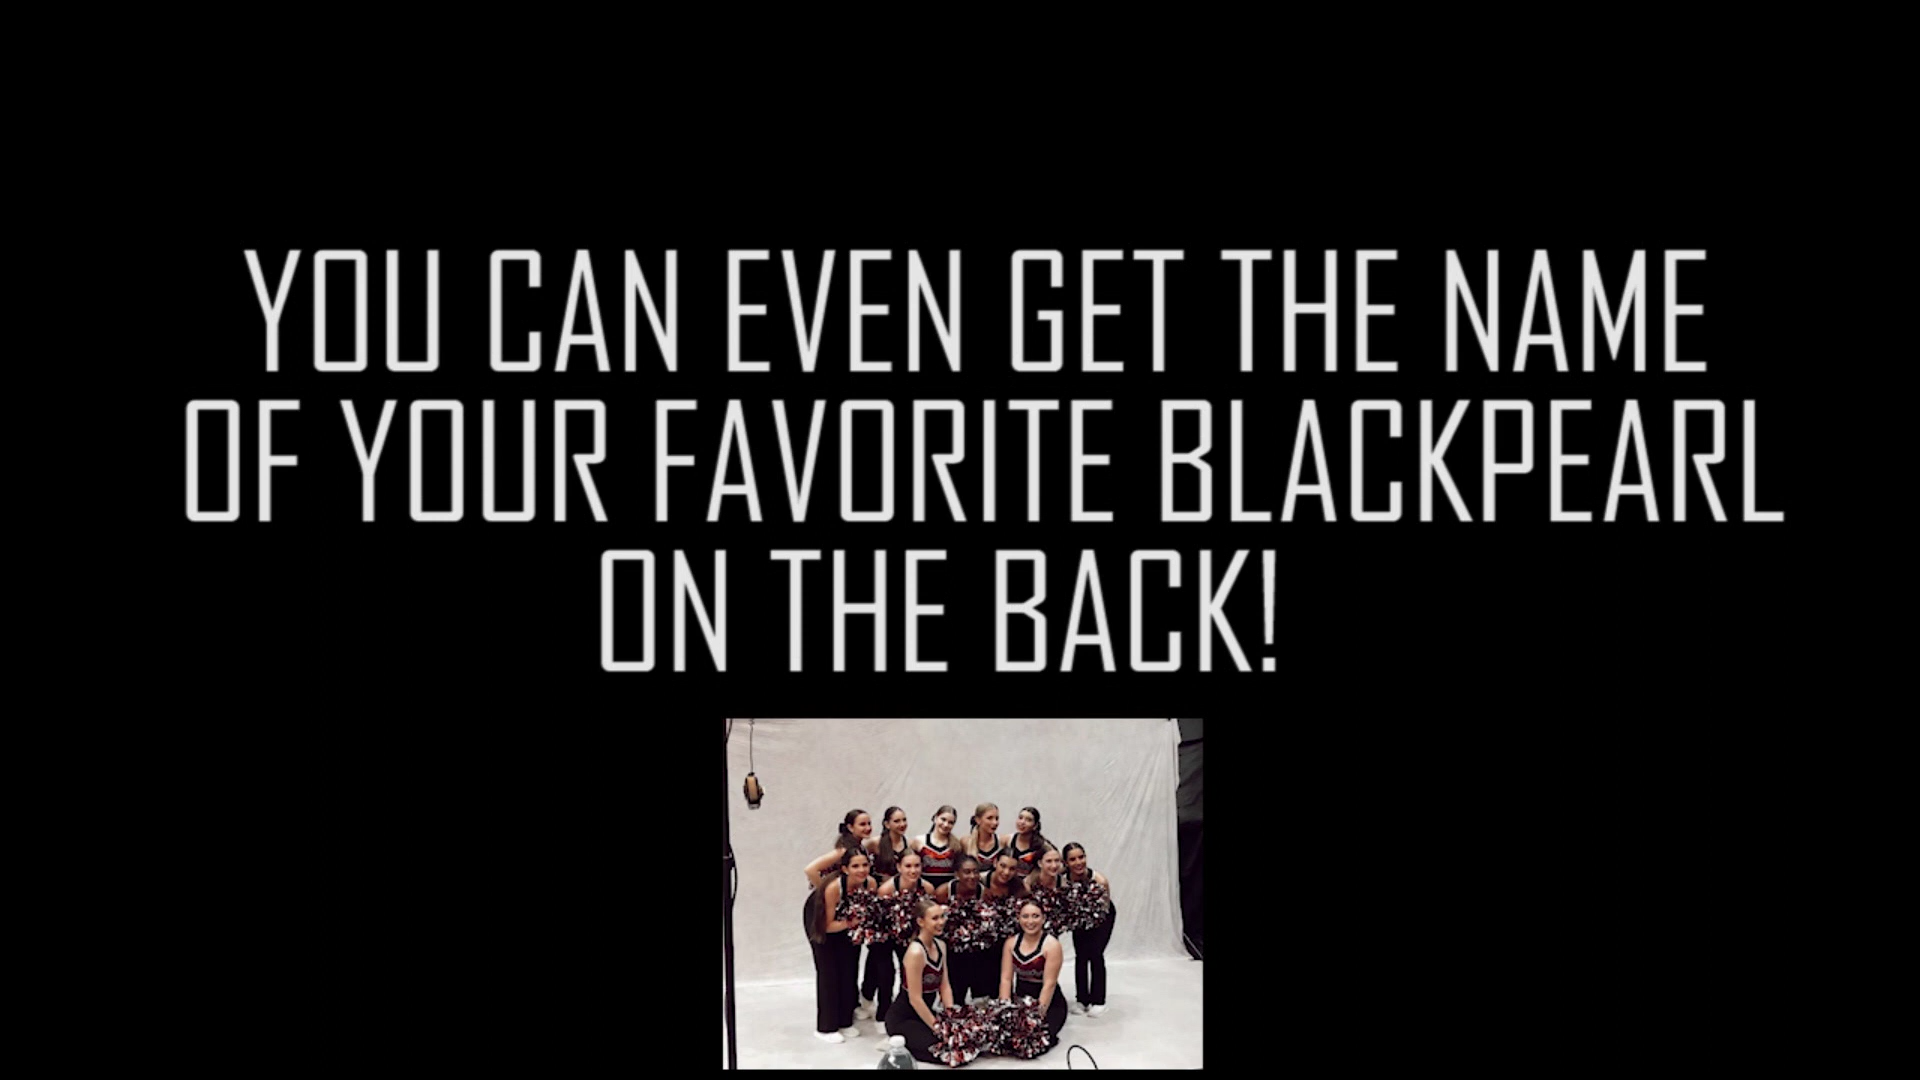 YOU CAN EVEN GET THE NAME
OF YOUR FAVORITE BLACKPEARL
ON THE BACK!